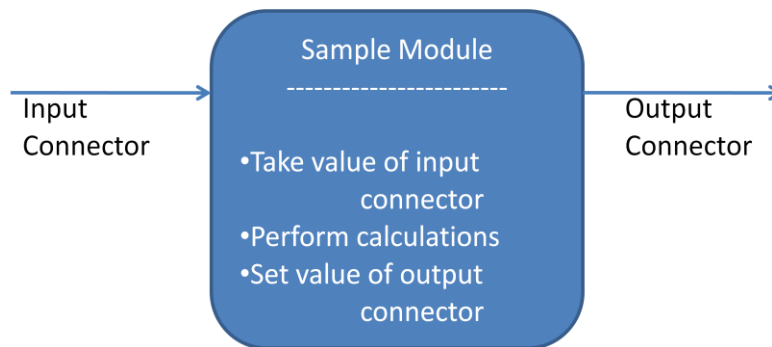 Sample Module
------------------------
Input
Connector
Output
Connector
•Take value of input
connector
•Perform calculations
•Set value of output
connector